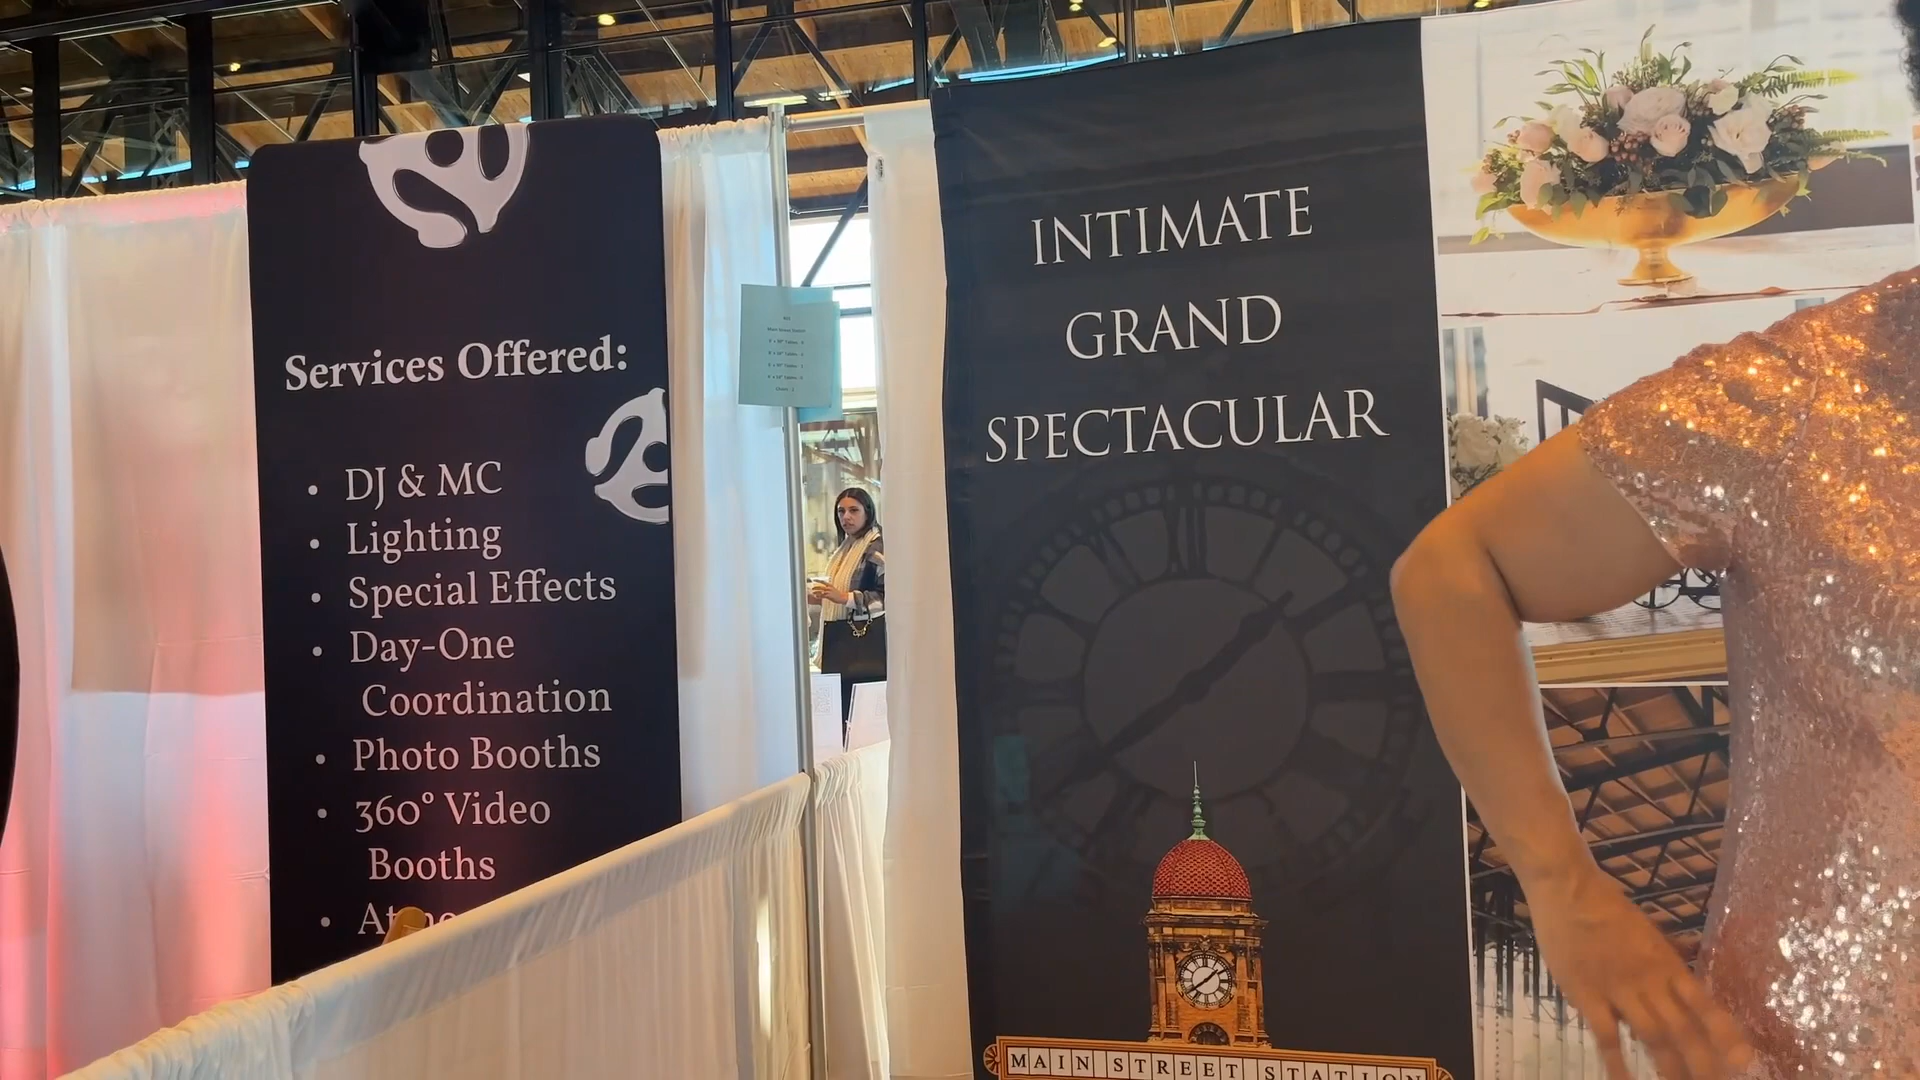 Services Offered:
• DJ & MC
• Lighting
• Special Effects
• Day-One
Coordination
• Photo Booths
• 360° Video
Booths
INTIMATE
GRAND
SPECTACULAR
MAIN STREET STATION